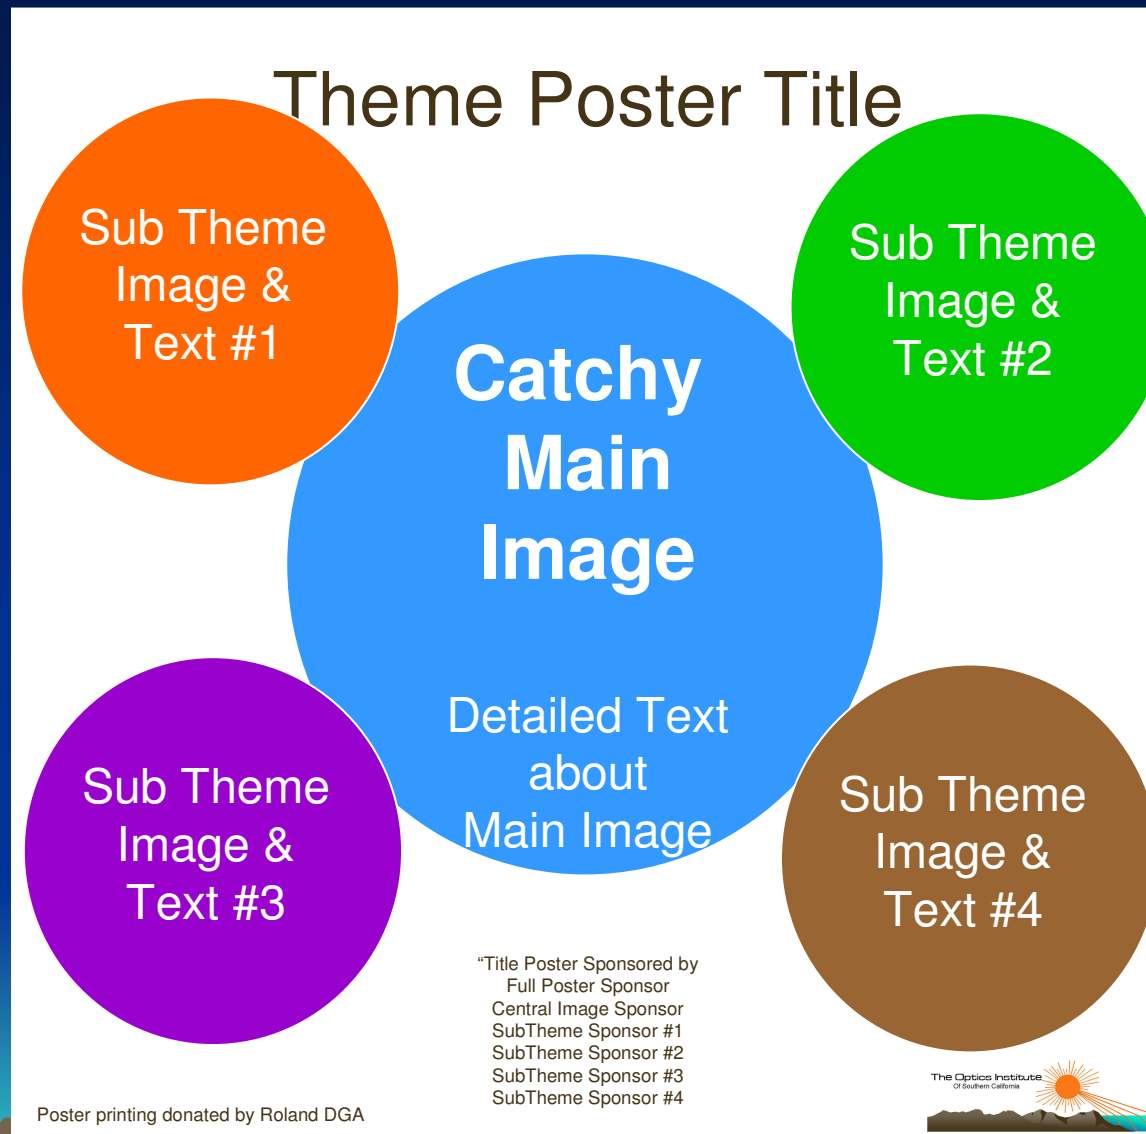 Theme Poster Title
Sub Theme
Image &
Text #1
Sub Theme
Image &
Text #2
Catchy
Main
Image
Detailed Text
about
Main Image
Sub Theme
Image &
Text #3
Sub Theme
Image &
Text #4
“Title Poster Sponsored by
Full Poster Sponsor
Central Image Sponsor
SubTheme Sponsor #1
SubTheme Sponsor #2
SubTheme Sponsor #3
SubTheme Sponsor #4
Poster printing donated by Roland DGA
The Optics Institute
Of Southern California